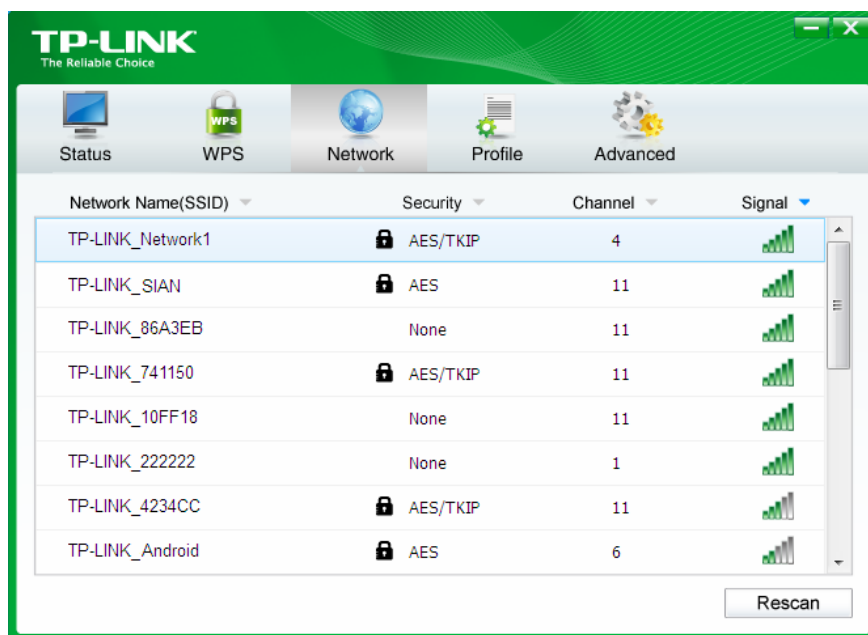 TP-LINK
The Reliable Choice
WPS
Status WPS Network Profile Advanced
Network Name(SSID) Security Channel Signal
TP-LINK_Network1 AES/TKIP 4
TP-LINK_SIAN AES 11
TP-LINK_86A3EB None 11
TP-LINK_741150 AES/TKIP 11
TP-LINK_10FF18 None 11
TP-LINK_222222 None 1
TP-LINK_4234CC AES/TKIP 11
TP-LINK_Android AES 6
Rescan